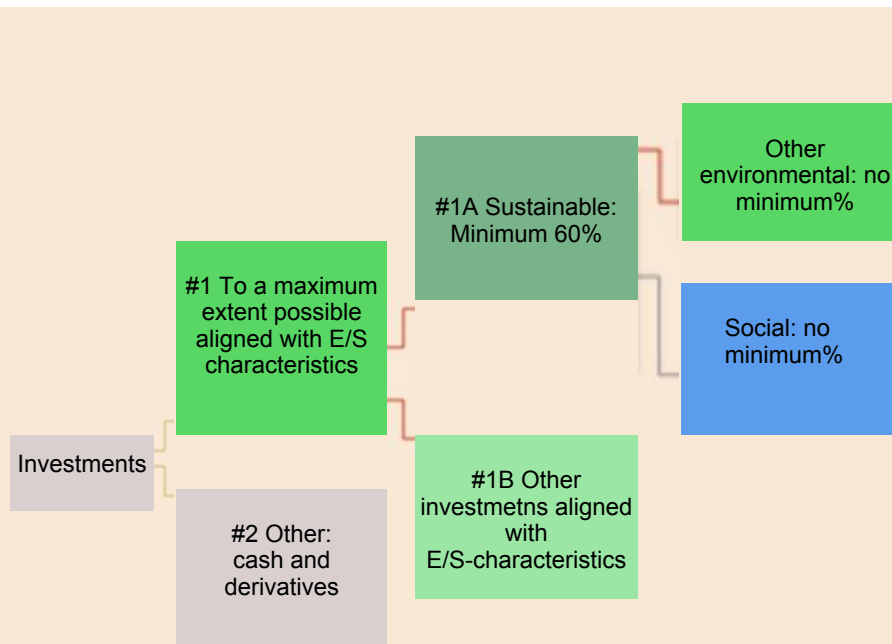 Investments
#1 To a maximum
extent possible
aligned with E/S
characteristics
#2 Other:
cash and
derivatives
#1A Sustainable:
Minimum 60%
#1B Other
investmetns aligned
with
E/S-characteristics
Other
environmental: no
minimum%
Social: no
minimum%